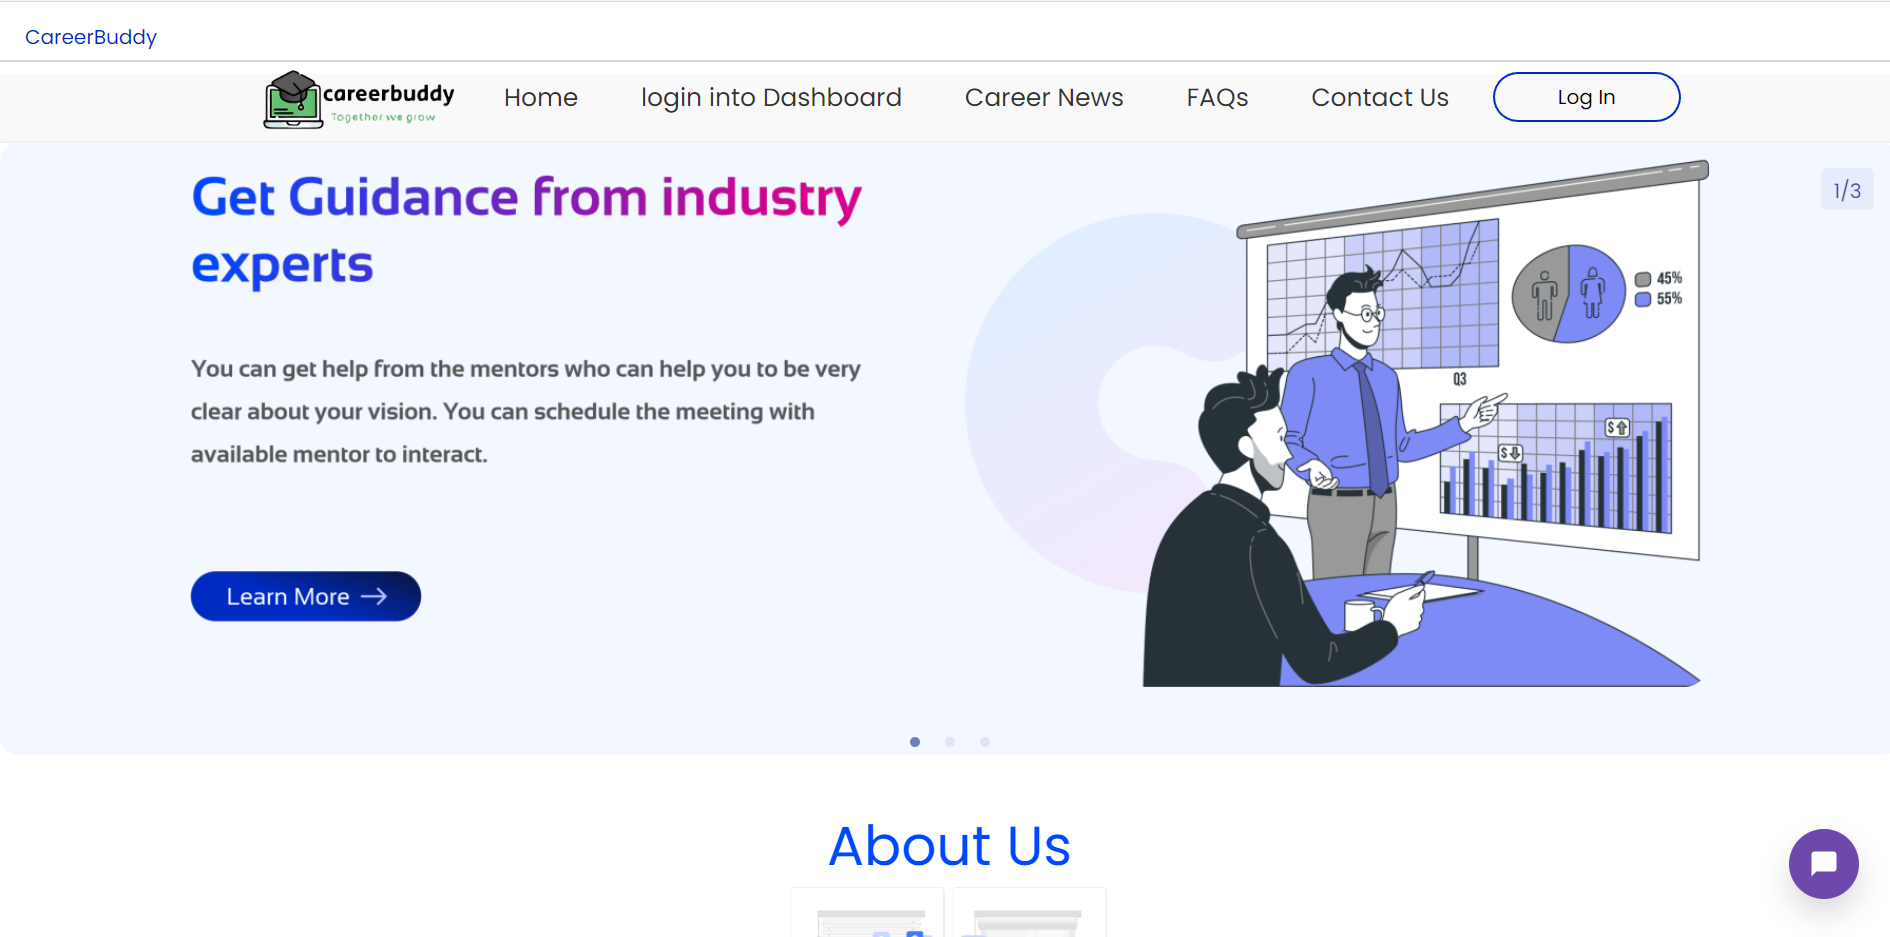 CareerBuddy
careerbuddy
Together we grow
Home
login into Dashboard
Career News
FAQs
Contact Us
Log In
Get Guidance from industry
experts
1/3
You can get help from the mentors who can help you to be very
clear about your vision. You can schedule the meeting with
available mentor to interact.
Learn More
45%
55%
Q3
$
$
About Us